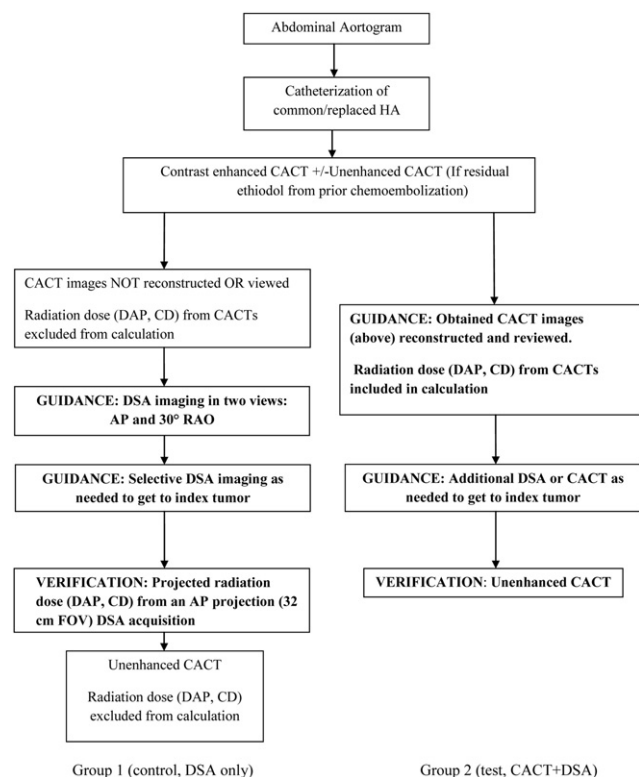 Abdominal Aortogram
Catheterization of
common/replaced HA
Contrast enhanced CACT +/-Unenhanced CACT (If residual
ethiodol from prior chemoembolization)
CACT images NOT reconstructed OR viewed
Radiation dose (DAP, CD) from CACTs
excluded from calculation
GUIDANCE: DSA imaging in two views:
AP and 30° RAO
GUIDANCE: Selective DSA imaging as
needed to get to index tumor
VERIFICATION: Projected radiation
dose (DAP, CD) from an AP projection (32
cm FOV) DSA acquisition
Unenhanced CACT
Radiation dose (DAP, CD)
excluded from calculation
Group 1 (control, DSA only)
GUIDANCE: Obtained CACT images
(above) reconstructed and reviewed.
Radiation dose (DAP, CD) from CACTs
included in calculation
GUIDANCE: Additional DSA or CACT as
needed to get to index tumor
VERIFICATION: Unenhanced CACT
Group 2 (test, CACT+DSA)